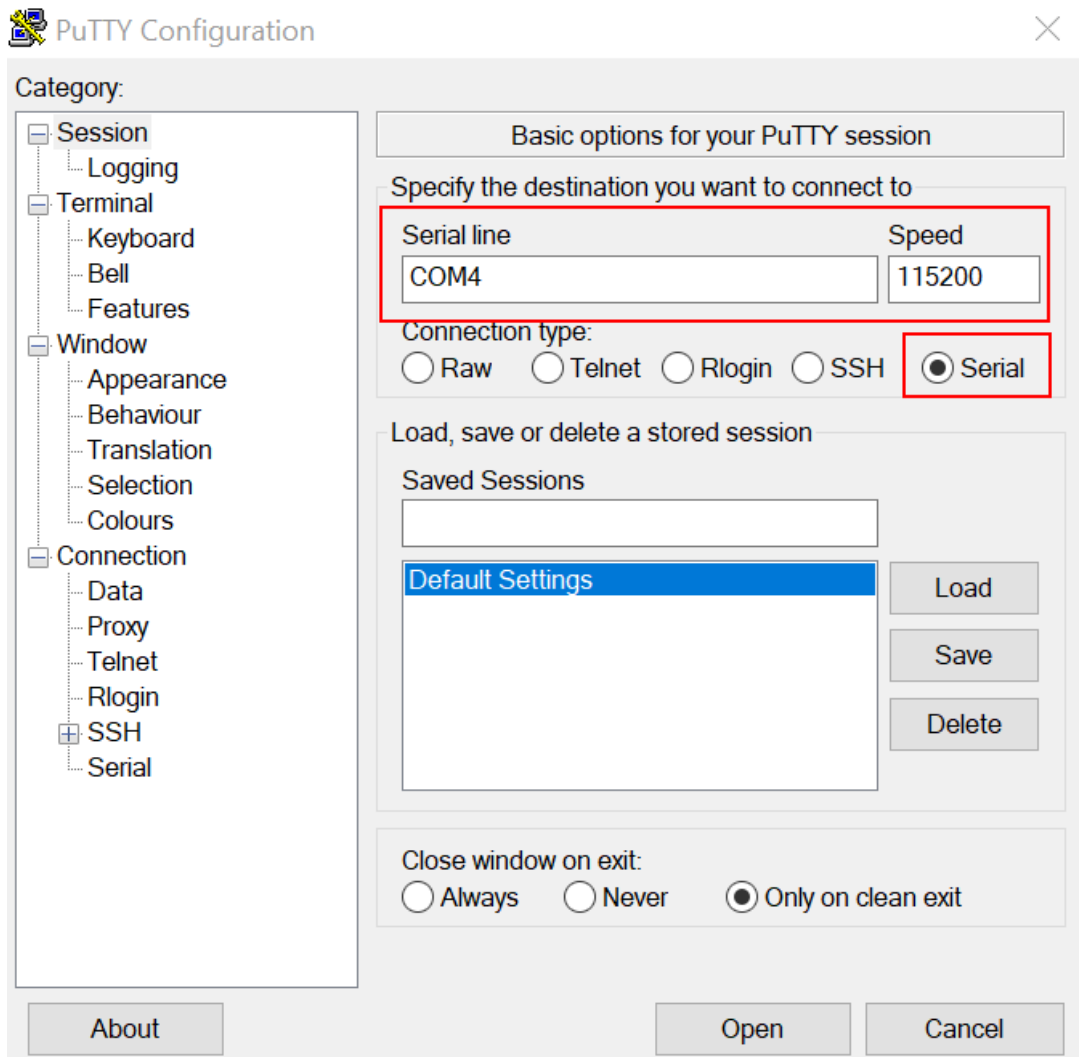 PuTTY Configuration
Category:
Session
Logging
Terminal
Keyboard
Bell
Features
Window
Appearance
Behaviour
Translation
Selection
Colours
Connection
Data
Proxy
Telnet
Rlogin
SSH
Serial
Basic options for your PuTTY session
Specify the destination you want to connect to
Serial line Speed
COM4 115200
Connection type:
Raw Telnet Rlogin SSH Serial
Load, save or delete a stored session
Saved Sessions
Default Settings
Load
Save
Delete
Close window on exit:
Always Never Only on clean exit
About Open Cancel